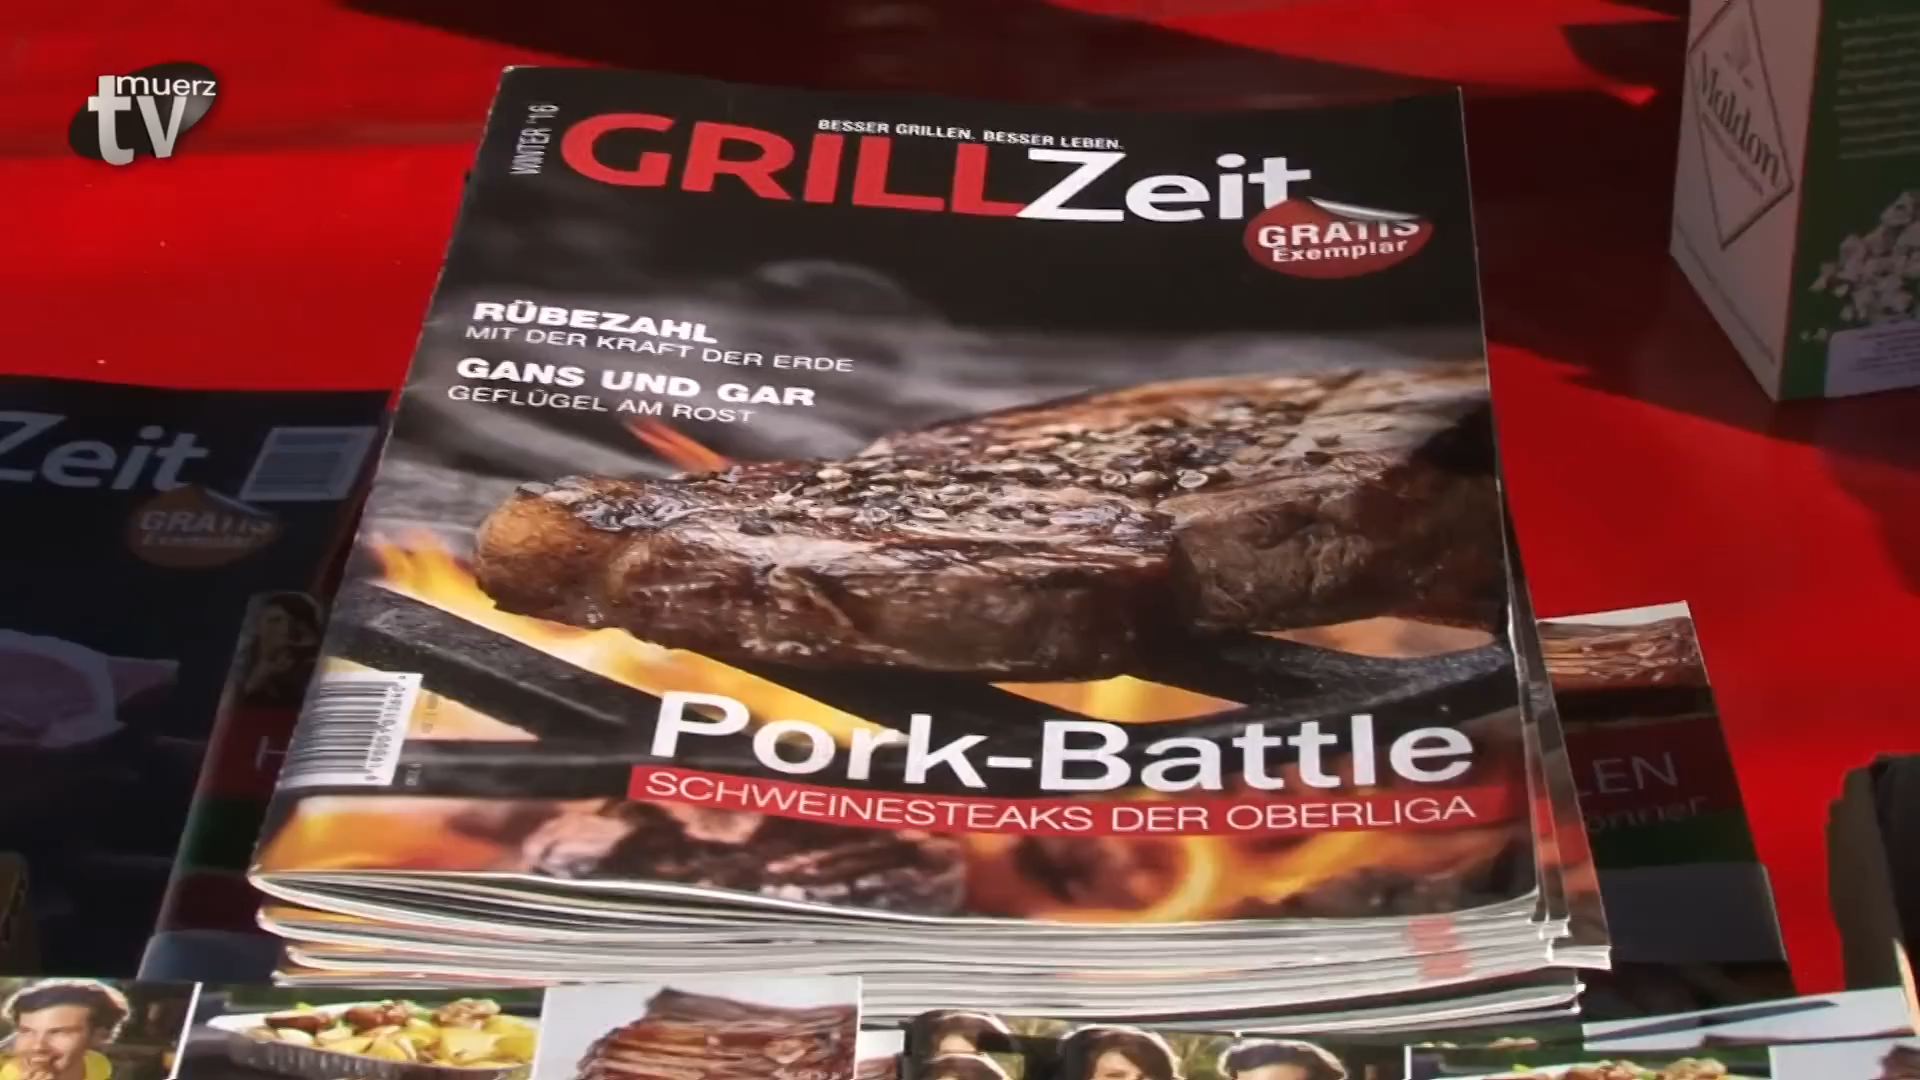 muerz
tv
WINTER '16
BESSER GRILLEN. BESSER LEBEN.
GRILLZeit
GRATIS
Exemplar
RÜBEZAHL
MIT DER KRAFT DER ERDE
GANS UND GAR
GEFLÜGEL AM ROST
Pork-Battle
SCHWEINESTEAKS DER OBERLIGA
Maldon
Zeit
GRATIS
Exemplar
LEN